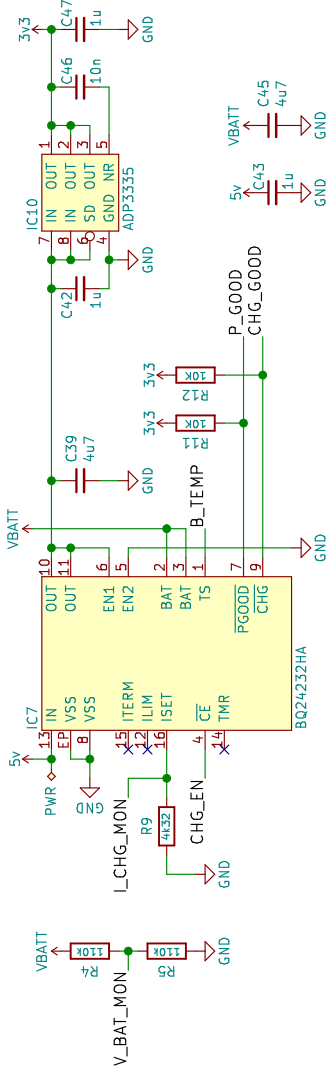 V_BAT_MON
VBATT
R4
110k
R5
110k
GND
5v
PWR
GND
I_CHG_MON
R9
4k32
GND
CHG_EN
IC7
BQ24232HA
13
IN
EP
VSS
8
VSS
15
ITERM
12
ILIM
16
ISET
4
CE
14
TMR
OUT
10
OUT
11
EN1
6
EN2
5
BAT
2
BAT
3
TS
1
PGOOD
7
CHG
9
VBATT
GND
B_TEMP
C39
4u7
GND
3v3
R11
10k
3v3
R12
10k
P_GOOD
CHG_GOOD
C42
1u
GND
IC10
ADP3335
7
IN
8
IN
6
SD
4
GND
OUT
1
OUT
2
OUT
3
NR
5
C46
10n
3v3
C47
1u
GND
VBATT
C45
4u7
GND
5v
C43
1u
GND